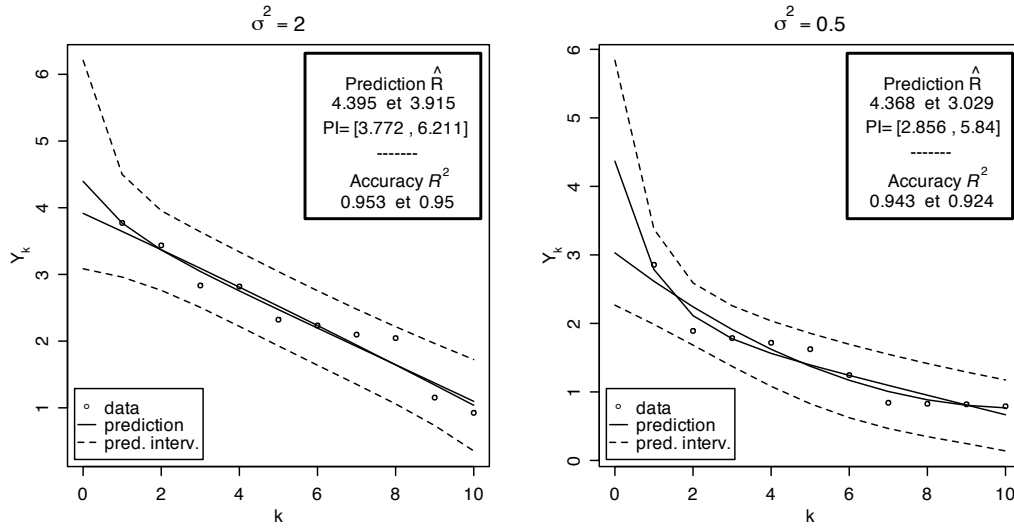 σ² = 2
Prediction R̂
4.395 et 3.915
PI= [3.772 , 6.211]
-------
Accuracy R²
0.953 et 0.95
Y_k
6
5
4
3
2
1
data
prediction
pred. interv.
0 2 4 6 8 10
k
σ² = 0.5
Prediction R̂
4.368 et 3.029
PI= [2.856 , 5.84]
-------
Accuracy R²
0.943 et 0.924
Y_k
6
5
4
3
2
1
0
data
prediction
pred. interv.
0 2 4 6 8 10
k